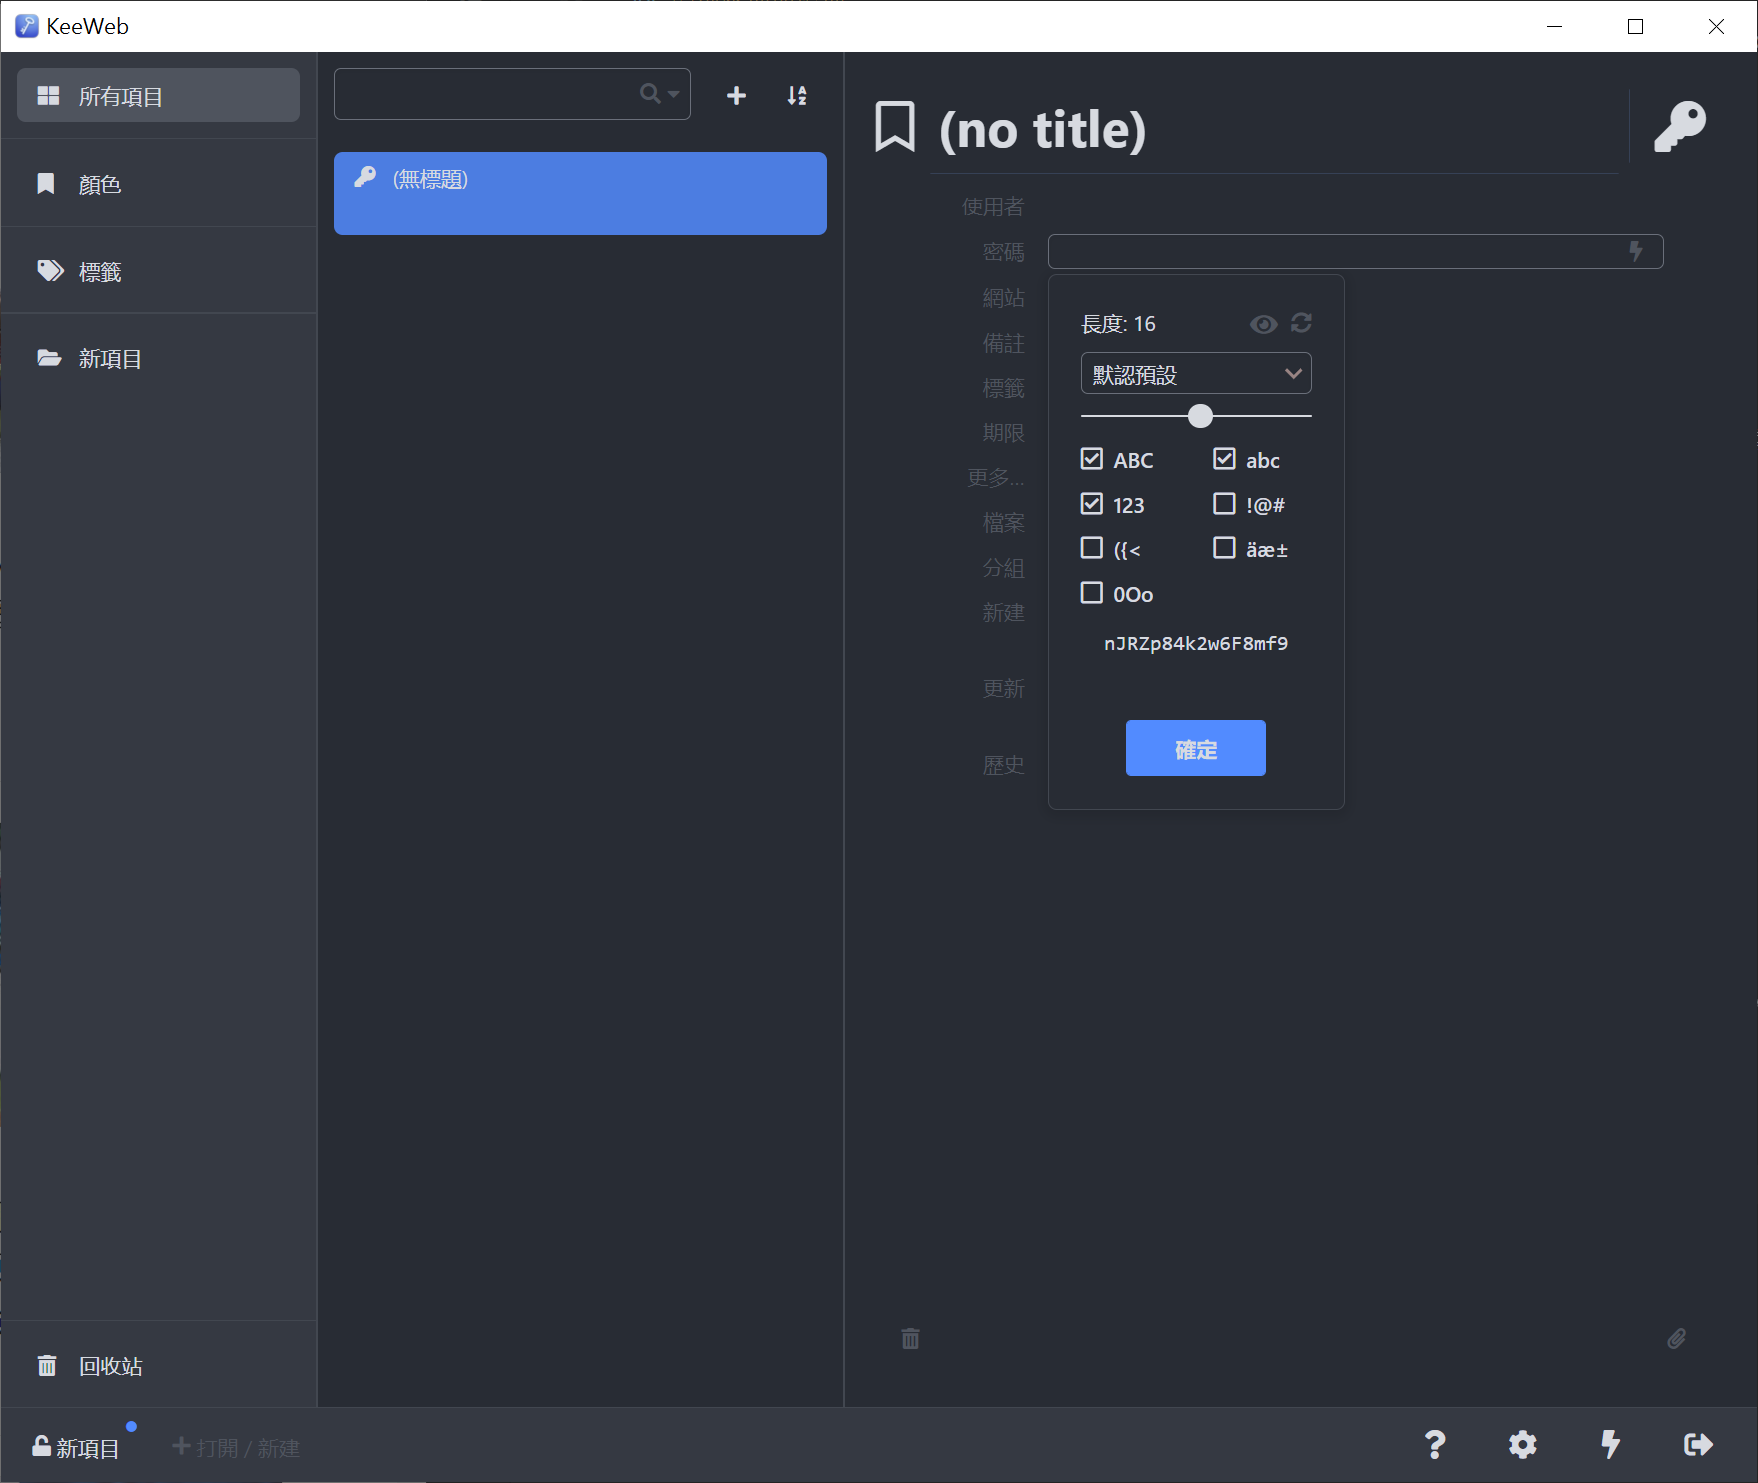 KeeWeb
所有項目
顏色
標籤
新項目
(無標題)
(no title)
使用者
密碼
網站
備註
標籤
期限
更多...
檔案
分組
新建
更新
歷史
長度: 16
默認預設
ABC
abc
123
!@#
({<
äæ±
0Oo
nJRZp84k2w6F8mf9
確定
回收站
新項目
打開 / 新建